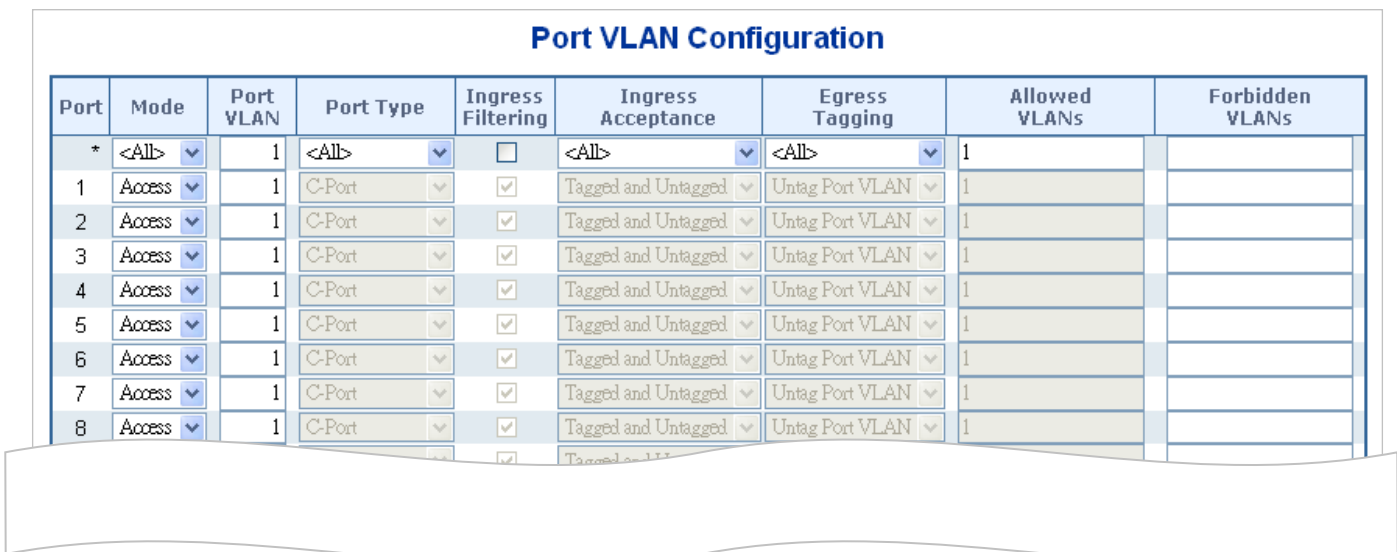 Port VLAN Configuration
Port Mode Port VLAN Port Type Ingress Filtering Ingress Acceptance Egress Tagging Allowed VLANs Forbidden VLANs
* <All> 1 <All> <All> <All> 1
1 Access 1 C-Port Tagged and Untagged Untag Port VLAN 1
2 Access 1 C-Port Tagged and Untagged Untag Port VLAN 1
3 Access 1 C-Port Tagged and Untagged Untag Port VLAN 1
4 Access 1 C-Port Tagged and Untagged Untag Port VLAN 1
5 Access 1 C-Port Tagged and Untagged Untag Port VLAN 1
6 Access 1 C-Port Tagged and Untagged Untag Port VLAN 1
7 Access 1 C-Port Tagged and Untagged Untag Port VLAN 1
8 Access 1 C-Port Tagged and Untagged Untag Port VLAN 1